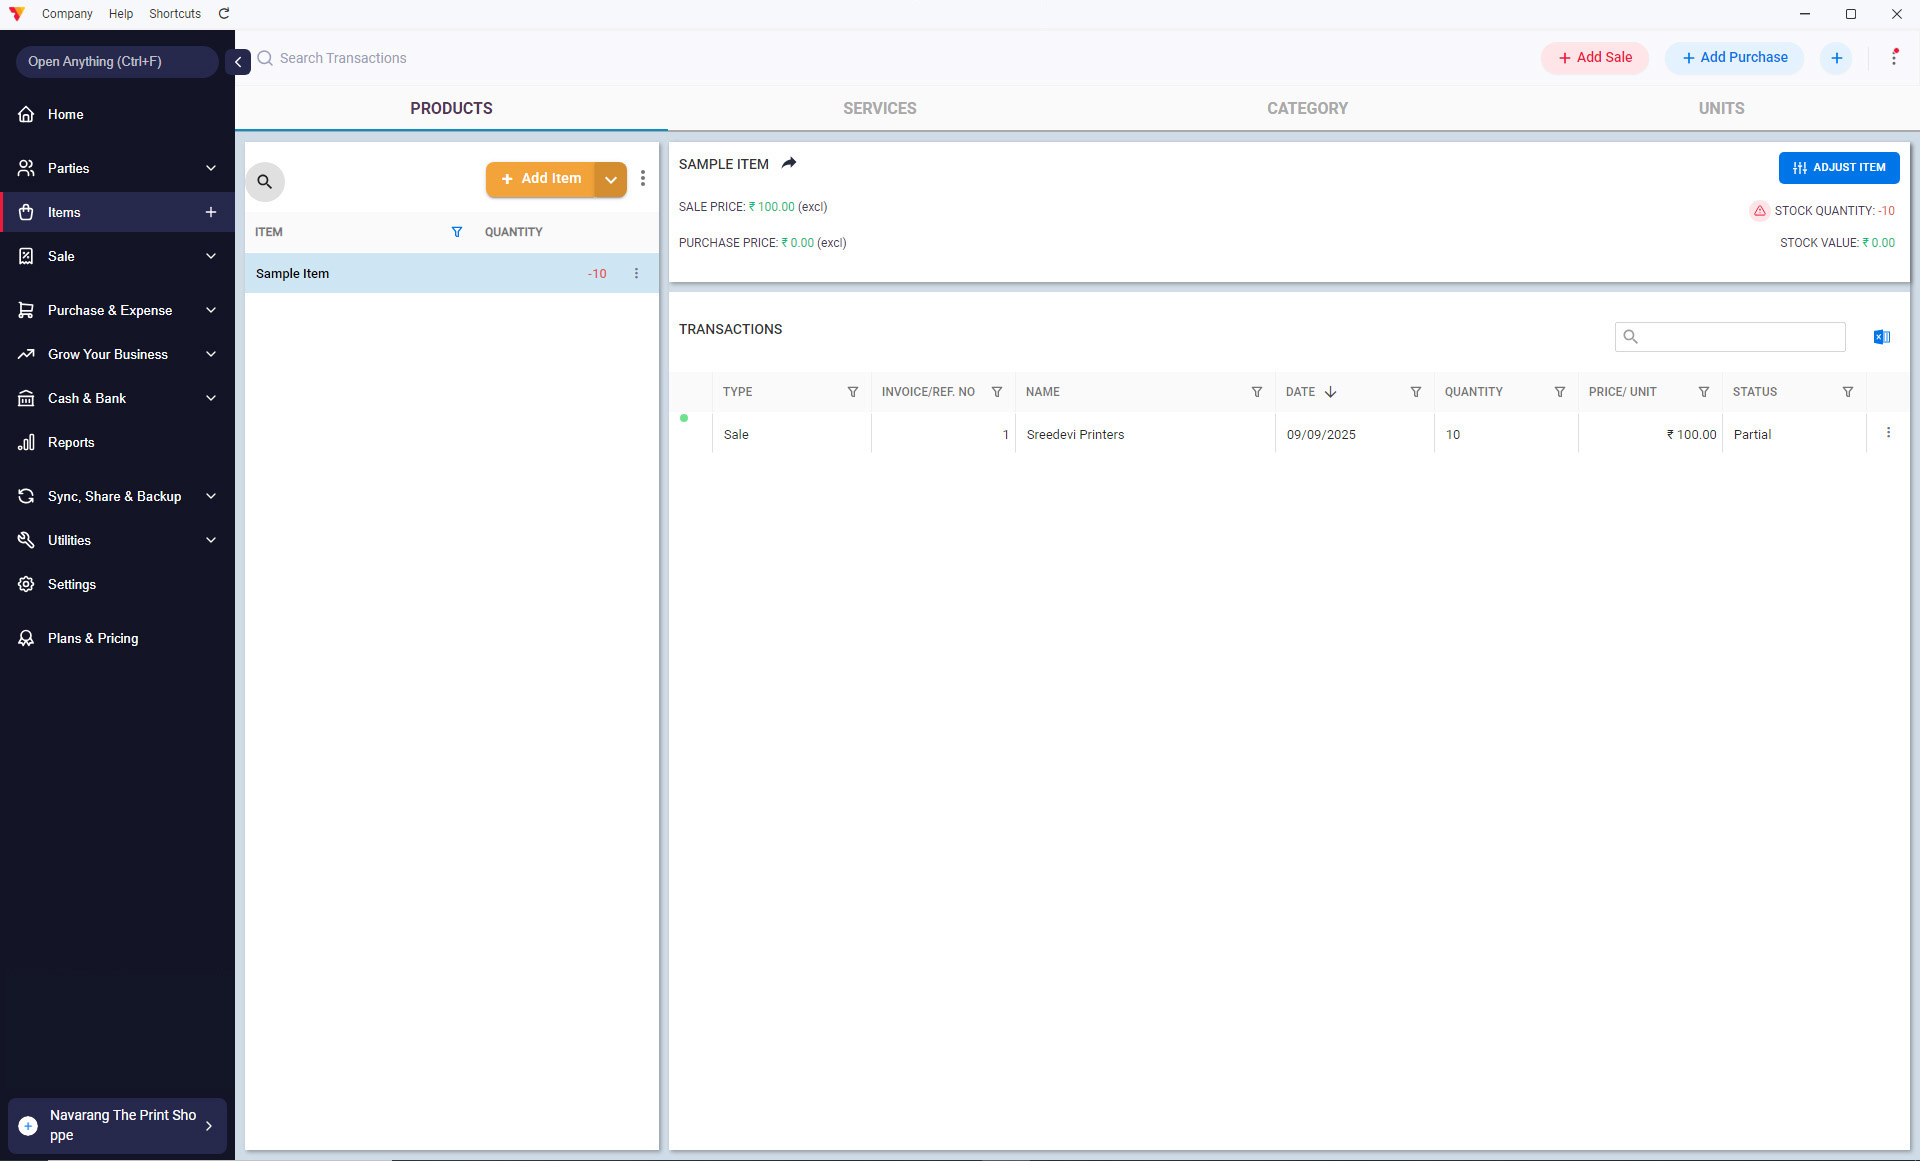 Company Help Shortcuts
Open Anything (Ctrl+F)
Search Transactions
+ Add Sale
+ Add Purchase
Home
Parties
Items
Sale
Purchase & Expense
Grow Your Business
Cash & Bank
Reports
Sync, Share & Backup
Utilities
Settings
Plans & Pricing
Navarang The Print Sho
ppe
PRODUCTS SERVICES CATEGORY UNITS
+ Add Item
ITEM QUANTITY
Sample Item -10
SAMPLE ITEM
ADJUST ITEM
SALE PRICE: ₹ 100.00 (excl)
STOCK QUANTITY: -10
PURCHASE PRICE: ₹ 0.00 (excl)
STOCK VALUE: ₹ 0.00
TRANSACTIONS
TYPE INVOICE/REF. NO NAME DATE QUANTITY PRICE/ UNIT STATUS
Sale 1 Sreedevi Printers 09/09/2025 10 ₹ 100.00 Partial